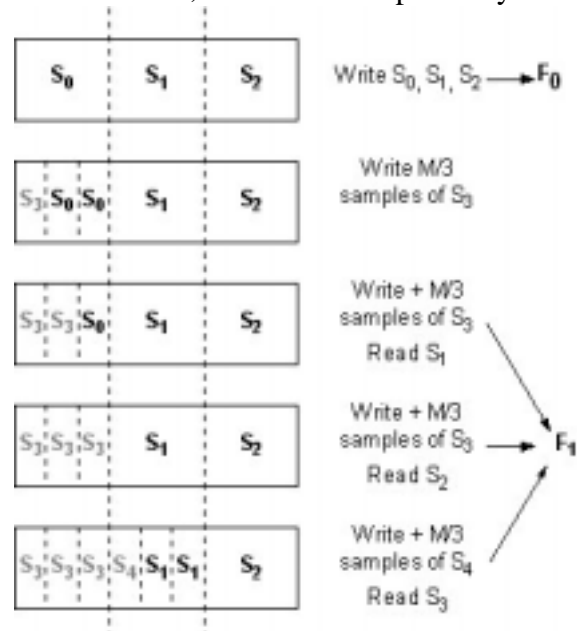 S₀ S₁ S₂ Write S₀, S₁, S₂ F₀
S₃ S₀ S₀ S₁ S₂ Write M/3
samples of S₃
S₃ S₃ S₀ S₁ S₂ Write + M/3
samples of S₃
Read S₁
S₃ S₃ S₃ S₁ S₂ Write + M/3
samples of S₃
Read S₂
F₁
S₃ S₃ S₃ S₄ S₁ S₁ S₂ Write + M/3
samples of S₄
Read S₃